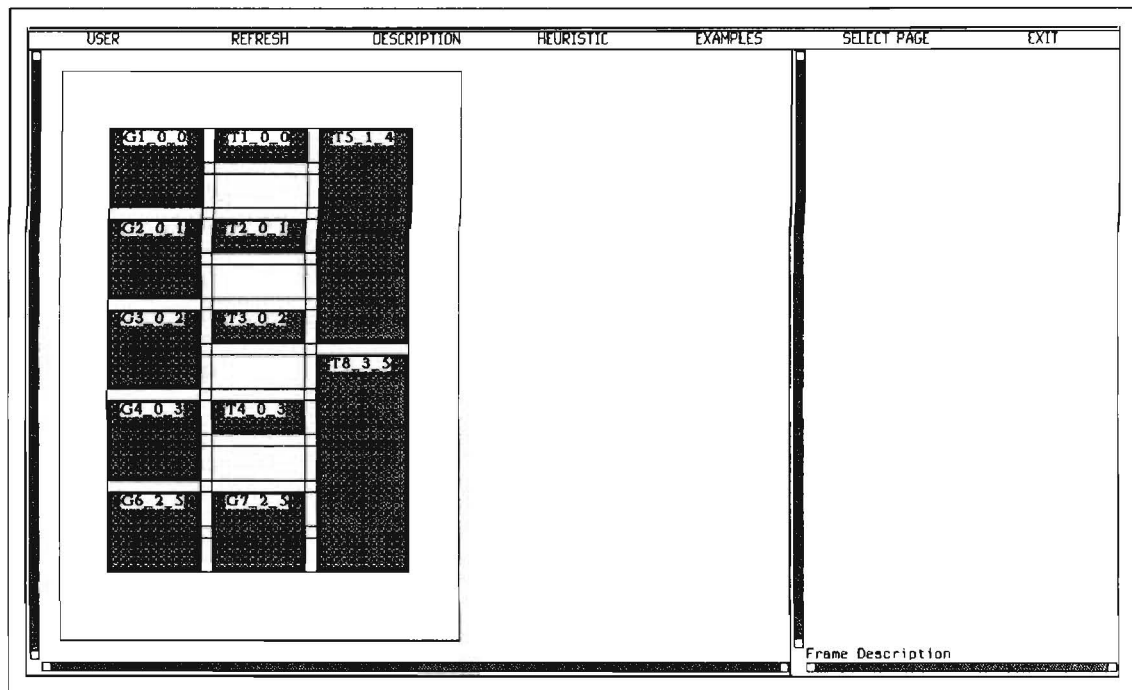 USER REFRESH DESCRIPTION HEURISTIC EXAMPLES SELECT PAGE EXIT
G1_0_0 T1_0_0 T5_1_4
G2_0_1 T2_0_1
G3_0_2 T3_0_2
T8_3_5
G4_0_3 T4_0_3
G6_2_5 G7_2_5
Frame Description